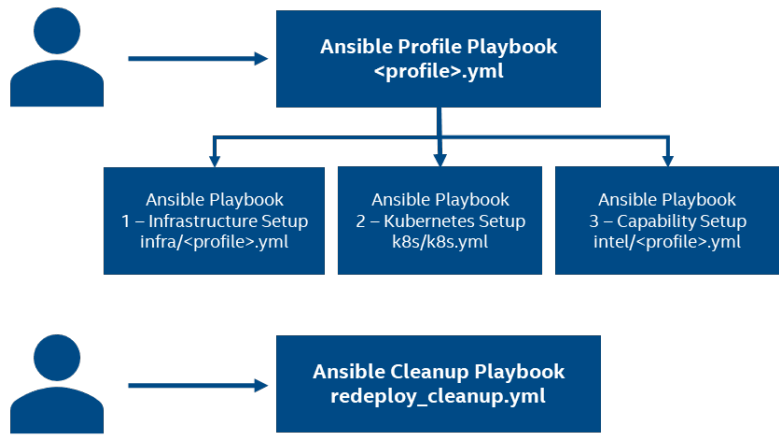 Ansible Profile Playbook
<profile>.yml
Ansible Playbook
1 – Infrastructure Setup
infra/<profile>.yml
Ansible Playbook
2 – Kubernetes Setup
k8s/k8s.yml
Ansible Playbook
3 – Capability Setup
intel/<profile>.yml
Ansible Cleanup Playbook
redeploy_cleanup.yml